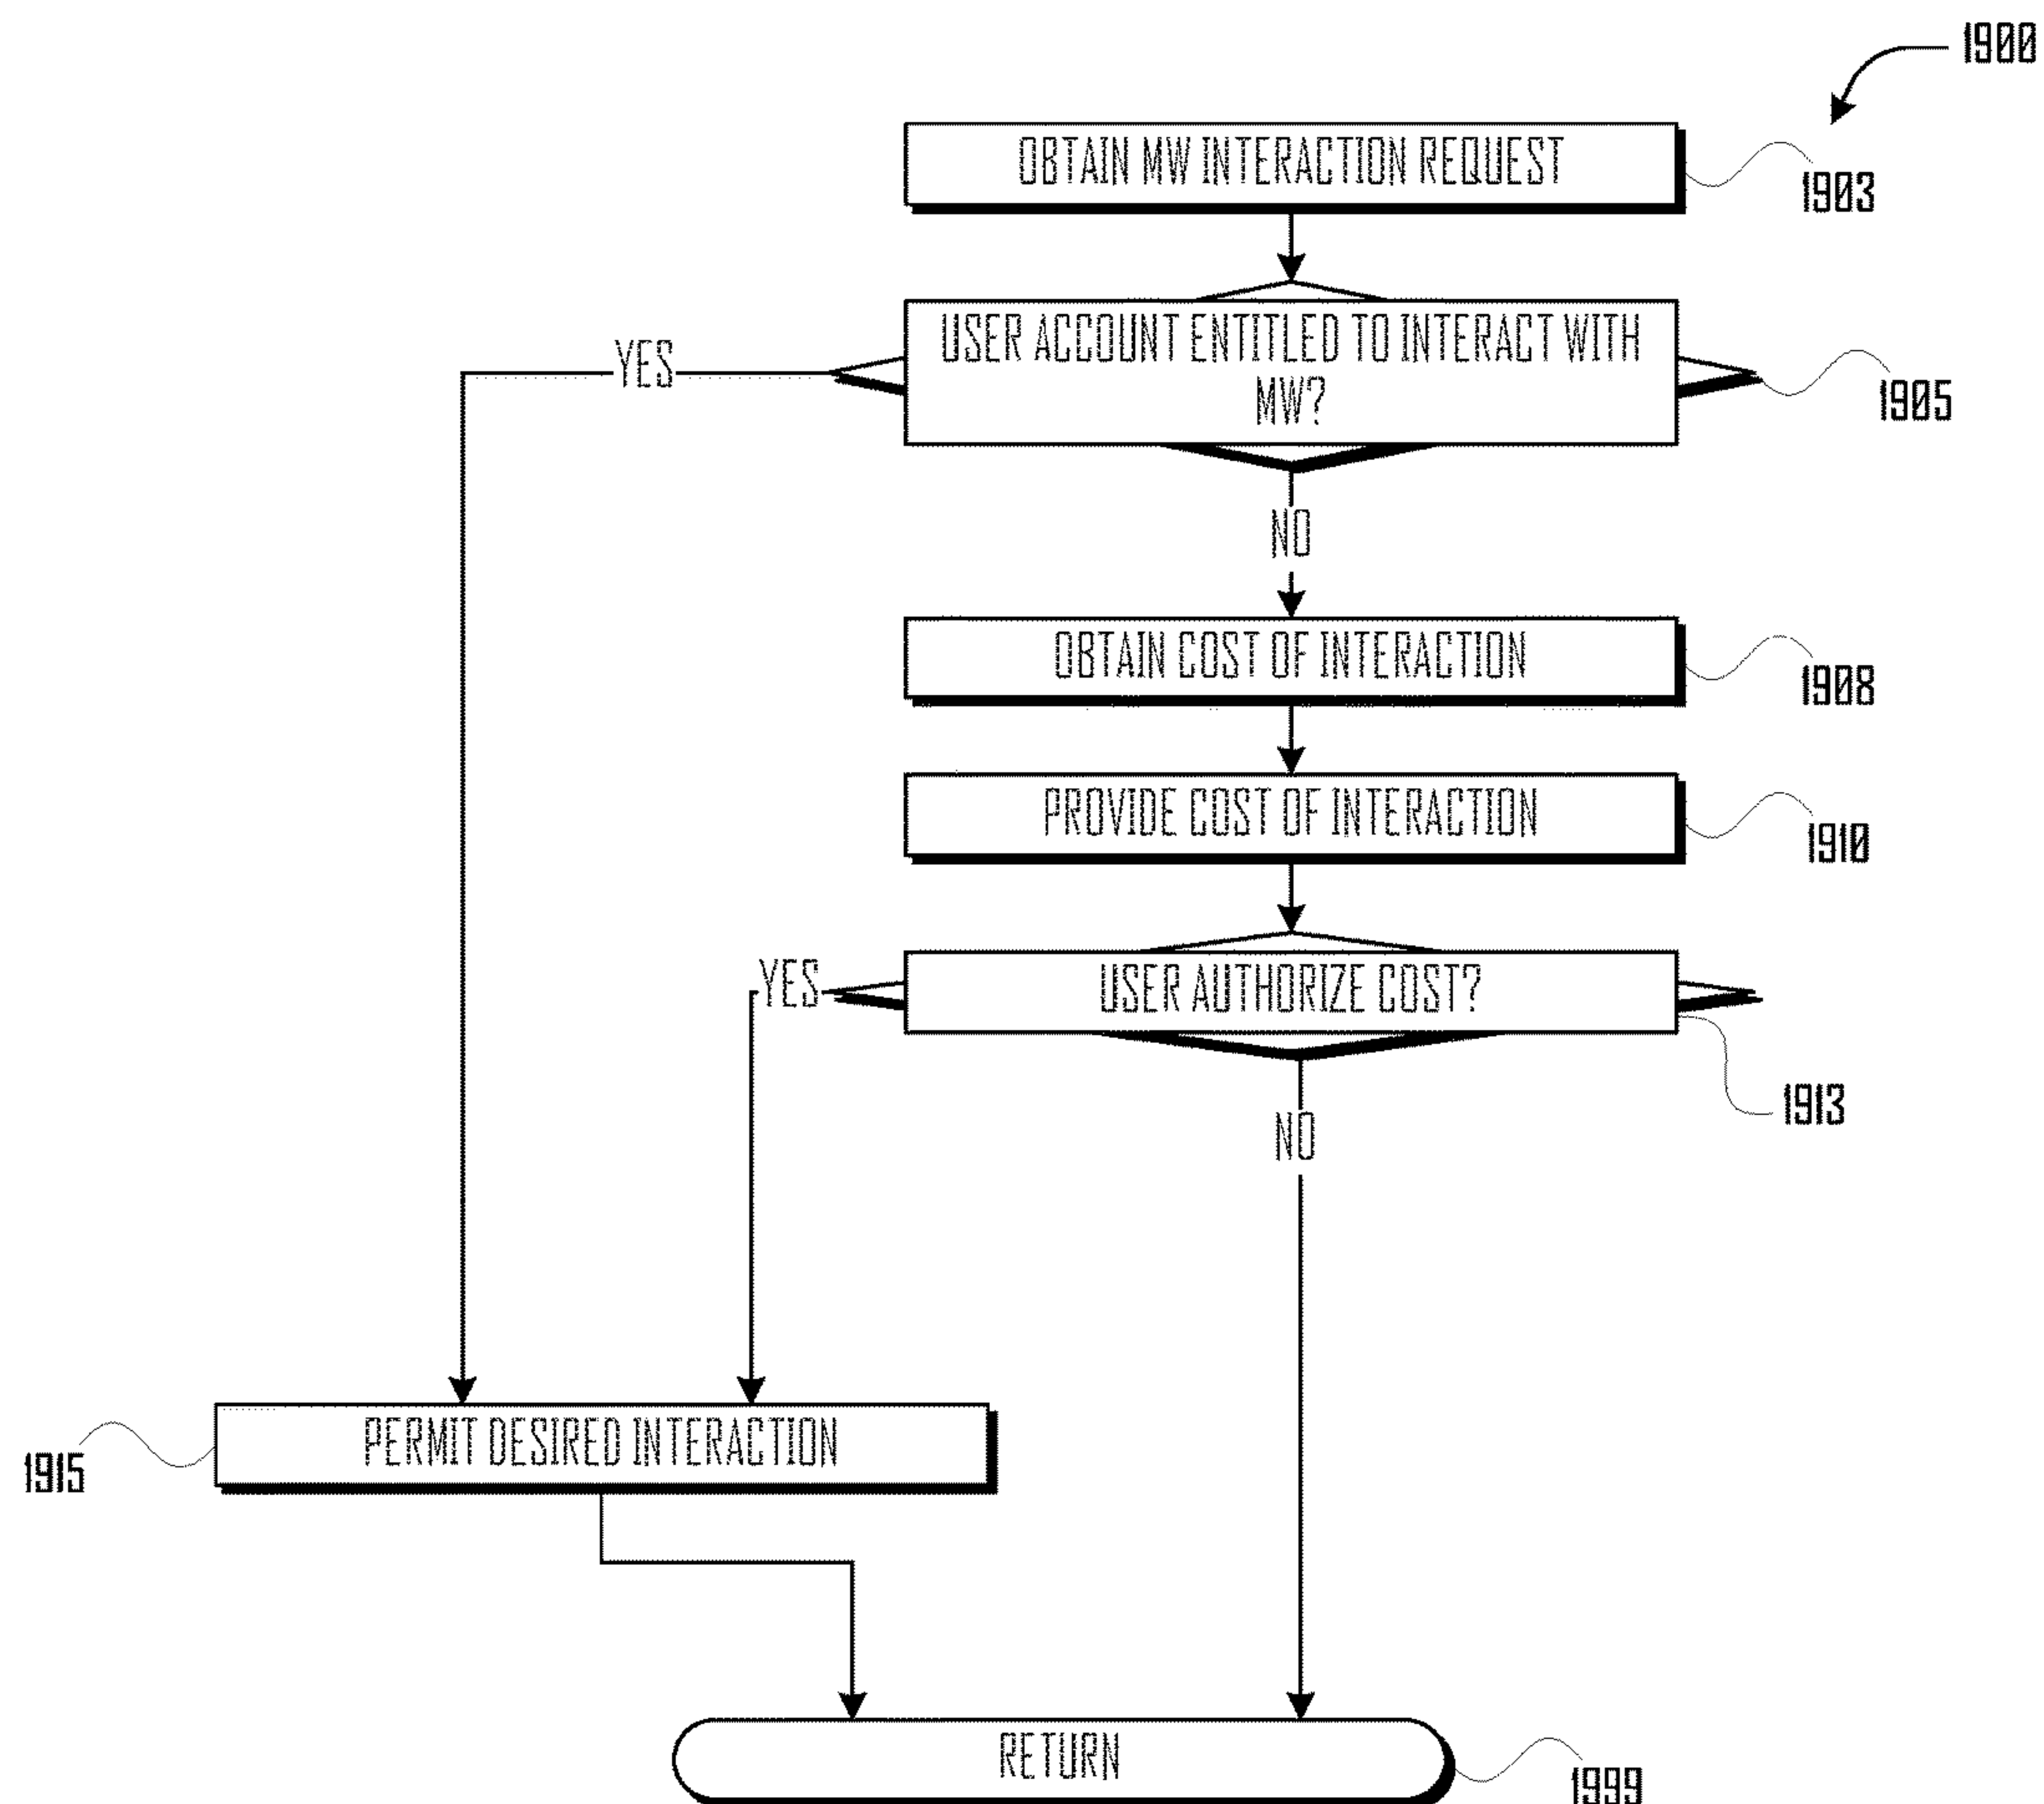 1900
OBTAIN MW INTERACTION REQUEST
1903
USER ACCOUNT ENTITLED TO INTERACT WITH
MW?
YES
1905
NO
OBTAIN COST OF INTERACTION
1908
PROVIDE COST OF INTERACTION
1910
USER AUTHORIZE COST?
YES
1913
NO
PERMIT DESIRED INTERACTION
1915
RETURN
1999